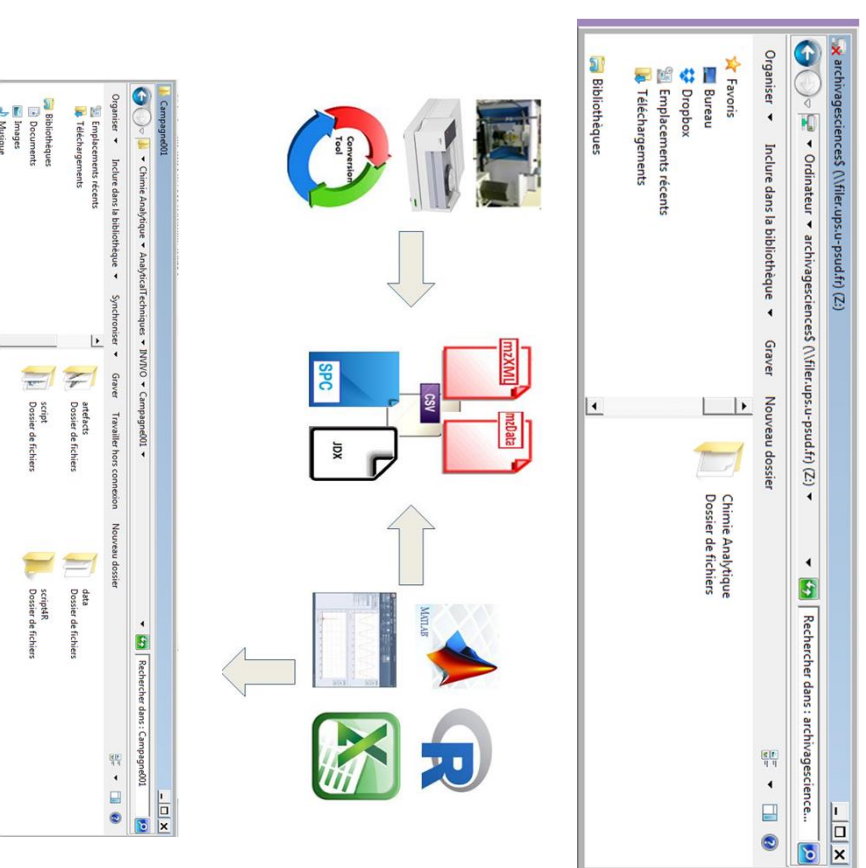 archivagesciences$ (\\filer.ups.u-psud.fr) (Z:)
Ordinateur archivagesciences$ (\\filer.ups.u-psud.fr) (Z:)
Rechercher dans : archivagescience...
Organiser Inclure dans la bibliothèque Graver Nouveau dossier
Favoris
Bureau
Dropbox
Emplacements récents
Téléchargements
Bibliothèques
Chimie Analytique
Dossier de fichiers
Conversion
Tool
mzXML
mzData
CSV
SPC
JDX
MATLAB
R
X
Campagne001
Chimie Analytique AnalyticalTechniques INVIVO Campagne001
Rechercher dans : Campagne001
Organiser Inclure dans la bibliothèque Synchroniser Graver Travailler hors connexion Nouveau dossier
Emplacements récents
Téléchargements
Bibliothèques
Documents
Images
Musique
artefacts
Dossier de fichiers
data
Dossier de fichiers
script
Dossier de fichiers
script4R
Dossier de fichiers